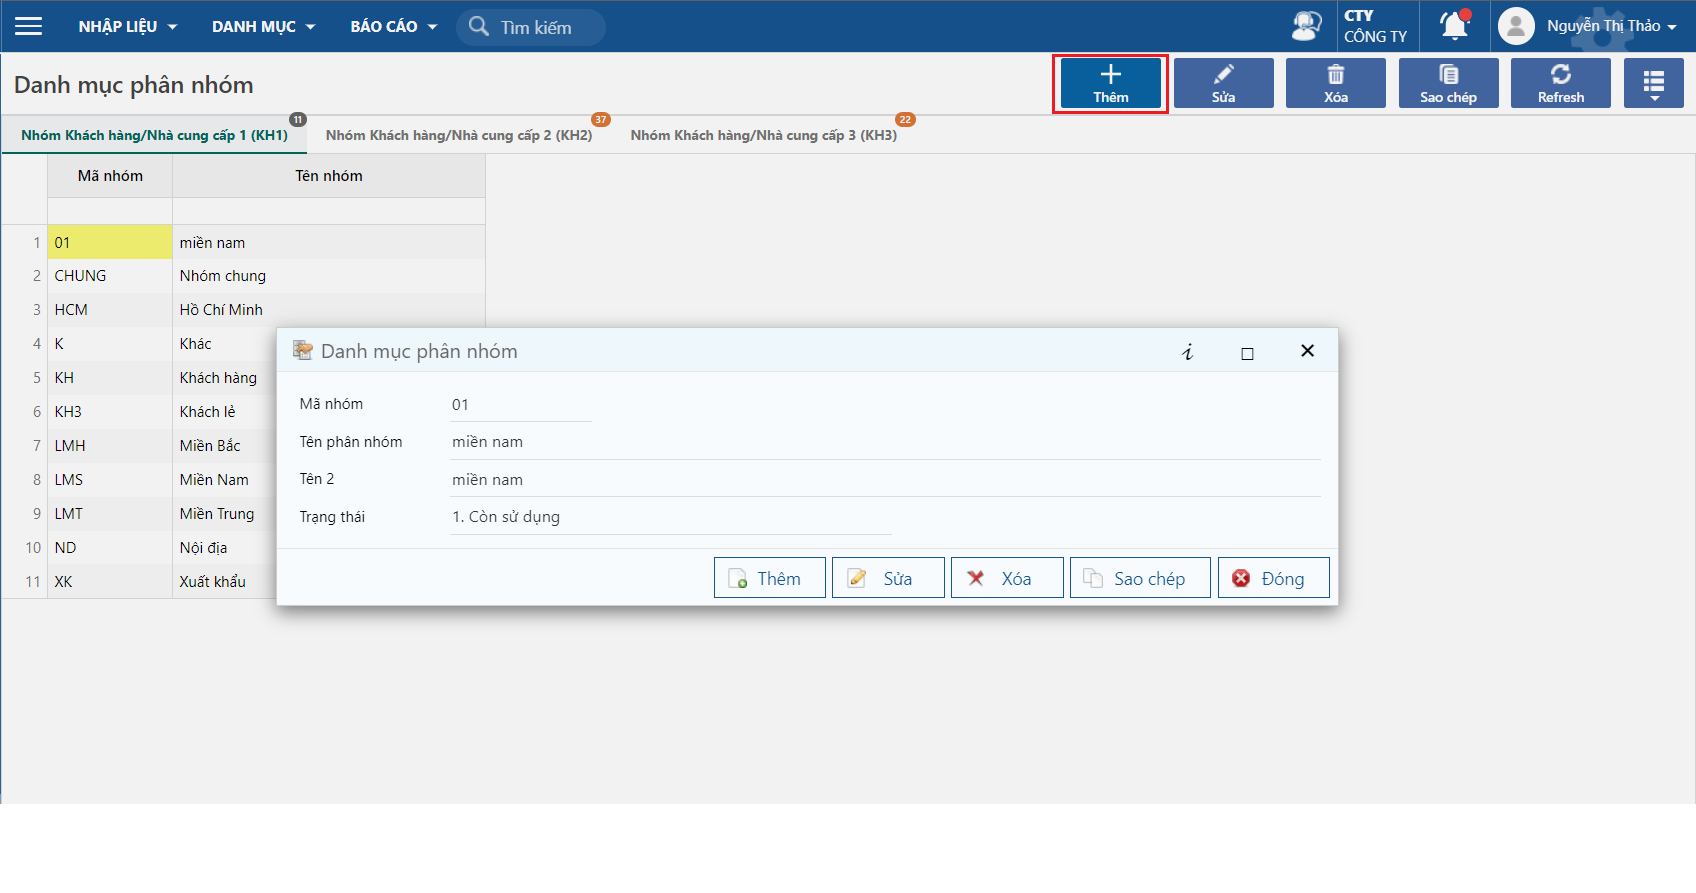 NHẬP LIỆU DANH MỤC BÁO CÁO Tìm kiếm CTY CÔNG TY Nguyễn Thị Thảo
Danh mục phân nhóm Thêm Sửa Xóa Sao chép Refresh
Nhóm Khách hàng/Nhà cung cấp 1 (KH1) 11 Nhóm Khách hàng/Nhà cung cấp 2 (KH2) 37 Nhóm Khách hàng/Nhà cung cấp 3 (KH3) 22
Mã nhóm Tên nhóm
1 01 miền nam
2 CHUNG Nhóm chung
3 HCM Hồ Chí Minh
4 K Khác
5 KH Khách hàng
6 KH3 Khách lẻ
7 LMH Miền Bắc
8 LMS Miền Nam
9 LMT Miền Trung
10 ND Nội địa
11 XK Xuất khẩu
Danh mục phân nhóm
Mã nhóm 01
Tên phân nhóm miền nam
Tên 2 miền nam
Trạng thái 1. Còn sử dụng
Thêm Sửa Xóa Sao chép Đóng